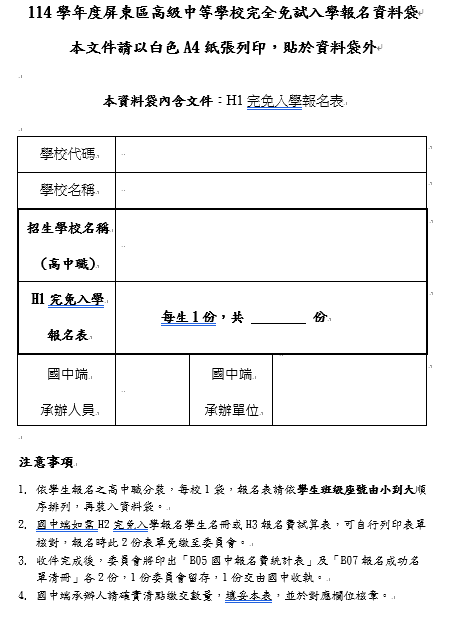 114 學年度屏東區高級中等學校完全免試入學報名資料袋
本文件請以白色 A4 紙張列印，貼於資料袋外
本資料袋內含文件：H1 完免入學報名表
學校代碼
學校名稱
招生學校名稱
(高中職)
H1 完免入學
報名表
每生 1 份，共 ________ 份
國中端
承辦人員
國中端
承辦單位
注意事項
1. 依學生報名之高中職分裝，每校 1 袋，報名表請依學生班級座號由小到大順
序排列，再裝入資料袋。
2. 國中端如需 H2 完免入學報名學生名冊或 H3 報名費試算表，可自行列印表單
核對，報名時此 2 份表單免繳至委員會。
3. 收件完成後，委員會將印出「B05 國中報名費統計表」及「B07 報名成功名
單清冊」各 2 份，1 份委員會留存，1 份交由國中收執。
4. 國中端承辦人請確實清點繳交數量，填妥本表，並於對應欄位核章。